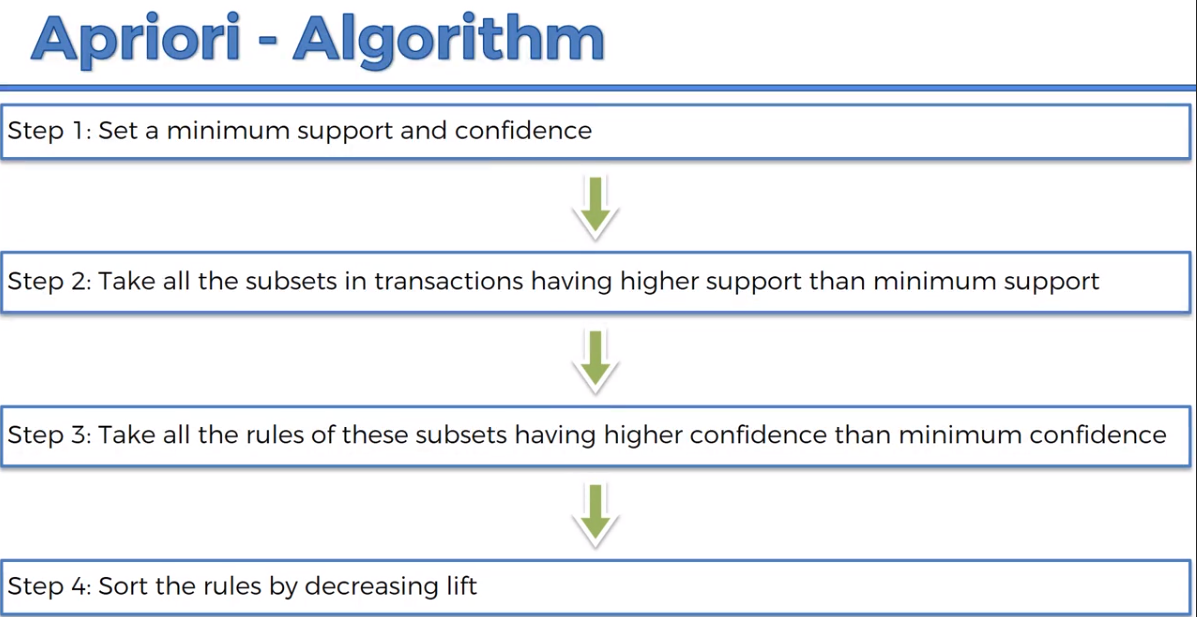 Apriori - Algorithm
Step 1: Set a minimum support and confidence
Step 2: Take all the subsets in transactions having higher support than minimum support
Step 3: Take all the rules of these subsets having higher confidence than minimum confidence
Step 4: Sort the rules by decreasing lift